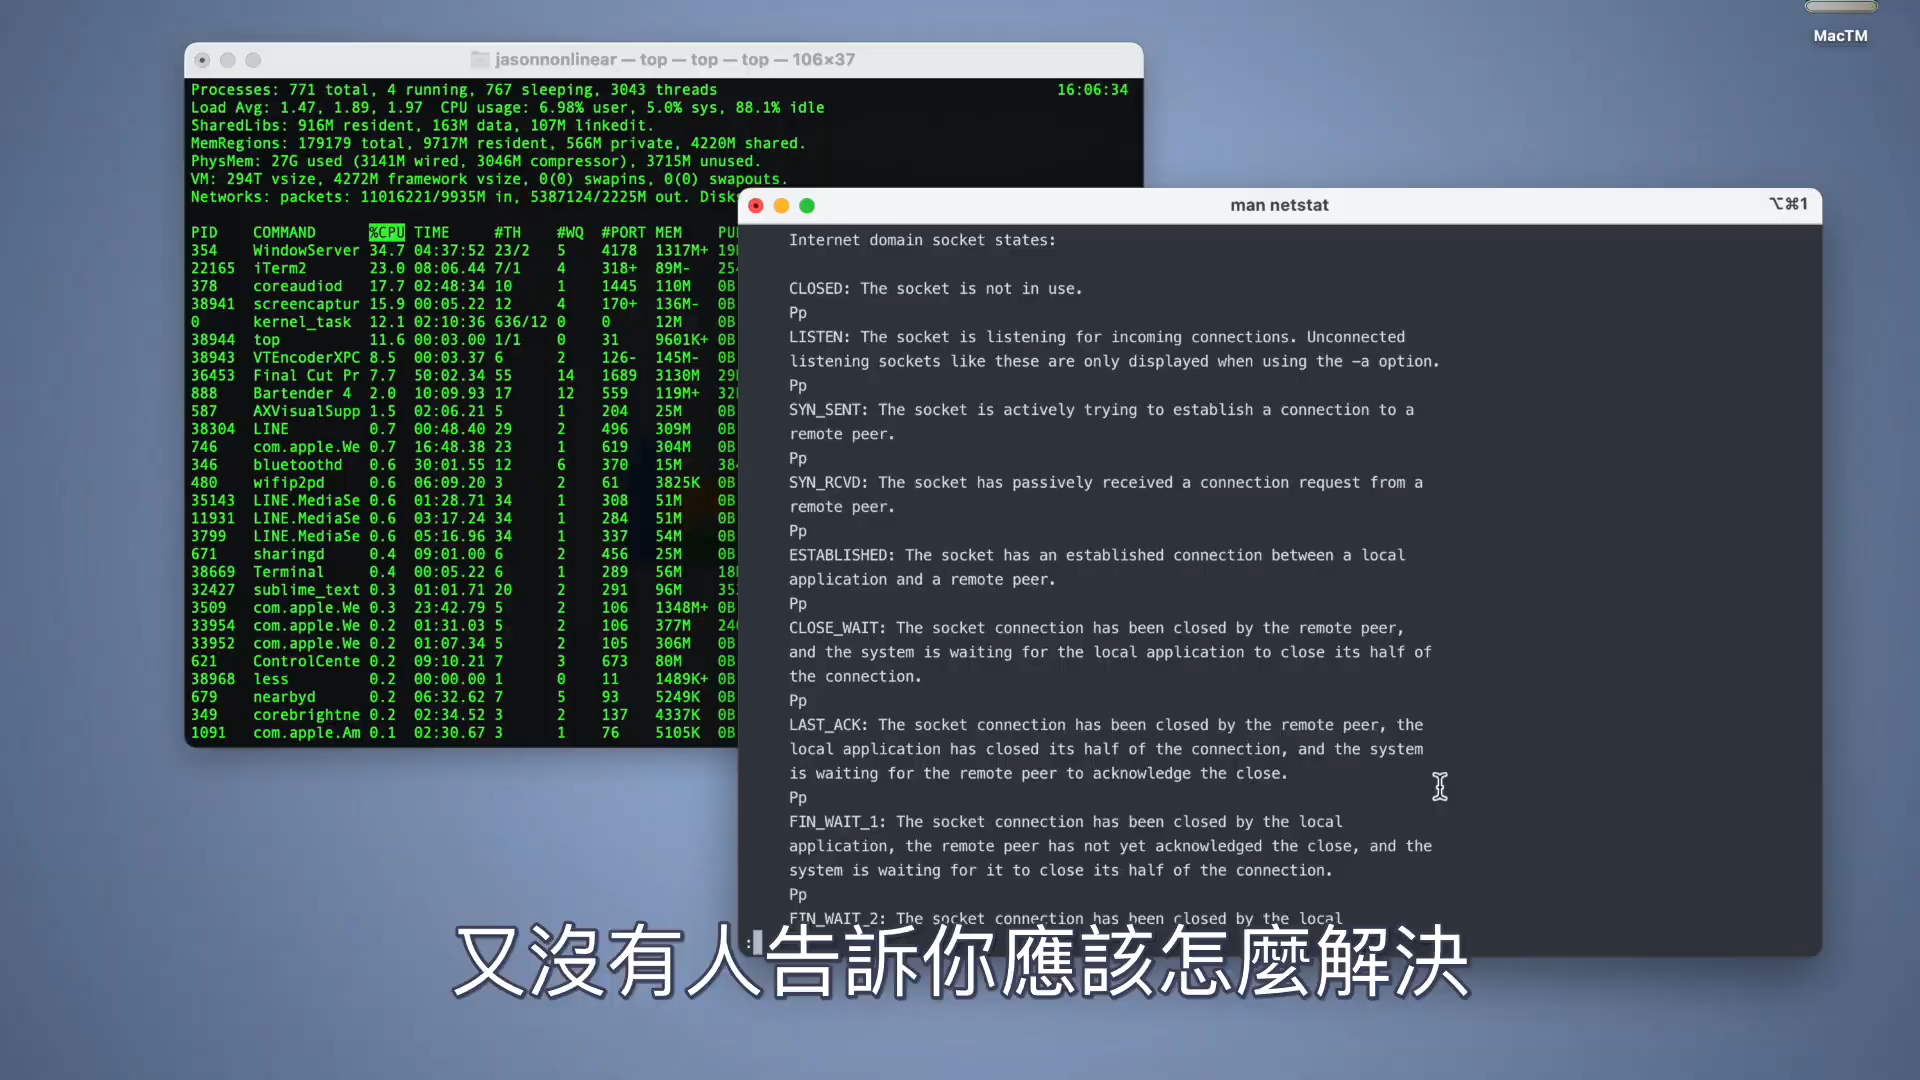 MacTM
jasonnonlinear — top — top — top — 106×37
Processes: 771 total, 4 running, 767 sleeping, 3043 threads 16:06:34
Load Avg: 1.47, 1.89, 1.97 CPU usage: 6.98% user, 5.0% sys, 88.1% idle
SharedLibs: 916M resident, 163M data, 107M linkedit.
MemRegions: 179179 total, 9717M resident, 566M private, 4220M shared.
PhysMem: 27G used (3141M wired, 3046M compressor), 3715M unused.
VM: 294T vsize, 4272M framework vsize, 0(0) swapins, 0(0) swapouts.
Networks: packets: 11016221/9935M in, 5387124/2225M out. Disks
PID COMMAND %CPU TIME #TH #WQ #PORT MEM
354 WindowServer 34.7 04:37:52 23/2 5 4178 1317M+
22165 iTerm2 23.0 08:06.44 7/1 4 318+ 89M-
378 coreaudiod 17.7 02:48:34 10 1 1445 110M 0B
38941 screencaptur 15.9 00:05.22 12 4 170+ 136M- 0B
0 kernel_task 12.1 02:10:36 636/12 0 0 12M 0B
38944 top 11.6 00:03.00 1/1 0 31 9601K+ 0B
38943 VTEncoderXPC 8.5 00:03.37 6 2 126- 145M- 0B
36453 Final Cut Pr 7.7 50:02.34 55 14 1689 3130M
888 Bartender 4 2.0 10:09.93 17 12 559 119M+
587 AXVisualSupp 1.5 02:06.21 5 1 204 25M 0B
38304 LINE 0.7 00:48.40 29 2 496 309M 0B
746 com.apple.We 0.7 16:48.38 23 1 619 304M 0B
346 bluetoothd 0.6 30:01.55 12 6 370 15M
480 wifip2pd 0.6 06:09.20 3 2 61 3825K 0B
35143 LINE.MediaSe 0.6 01:28.71 34 1 308 51M 0B
11931 LINE.MediaSe 0.6 03:17.24 34 1 284 51M 0B
3799 LINE.MediaSe 0.6 05:16.96 34 1 337 54M 0B
671 sharingd 0.4 09:01.00 6 2 456 25M 0B
38669 Terminal 0.4 00:05.22 6 1 289 56M
32427 sublime_text 0.3 01:01.71 20 2 291 96M
3509 com.apple.We 0.3 23:42.79 5 2 106 1348M+ 0B
33954 com.apple.We 0.2 01:31.03 5 2 106 377M
33952 com.apple.We 0.2 01:07.34 5 2 105 306M 0B
621 ControlCente 0.2 09:10.21 7 3 673 80M 0B
38968 less 0.2 00:00.00 1 0 11 1489K+ 0B
679 nearbyd 0.2 06:32.62 7 5 93 5249K 0B
349 corebrightne 0.2 02:34.52 3 2 137 4337K 0B
1091 com.apple.Am 0.1 02:30.67 3 1 76 5105K 0B
man netstat ⌥⌘1
Internet domain socket states:
CLOSED: The socket is not in use.
Pp
LISTEN: The socket is listening for incoming connections. Unconnected
listening sockets like these are only displayed when using the -a option.
Pp
SYN_SENT: The socket is actively trying to establish a connection to a
remote peer.
Pp
SYN_RCVD: The socket has passively received a connection request from a
remote peer.
Pp
ESTABLISHED: The socket has an established connection between a local
application and a remote peer.
Pp
CLOSE_WAIT: The socket connection has been closed by the remote peer,
and the system is waiting for the local application to close its half of
the connection.
Pp
LAST_ACK: The socket connection has been closed by the remote peer, the
local application has closed its half of the connection, and the system
is waiting for the remote peer to acknowledge the close.
Pp
FIN_WAIT_1: The socket connection has been closed by the local
application, the remote peer has not yet acknowledged the close, and the
system is waiting for it to close its half of the connection.
Pp
FIN_WAIT_2: The socket connection has been closed by the local
:
又沒有人告訴你應該怎麼解決